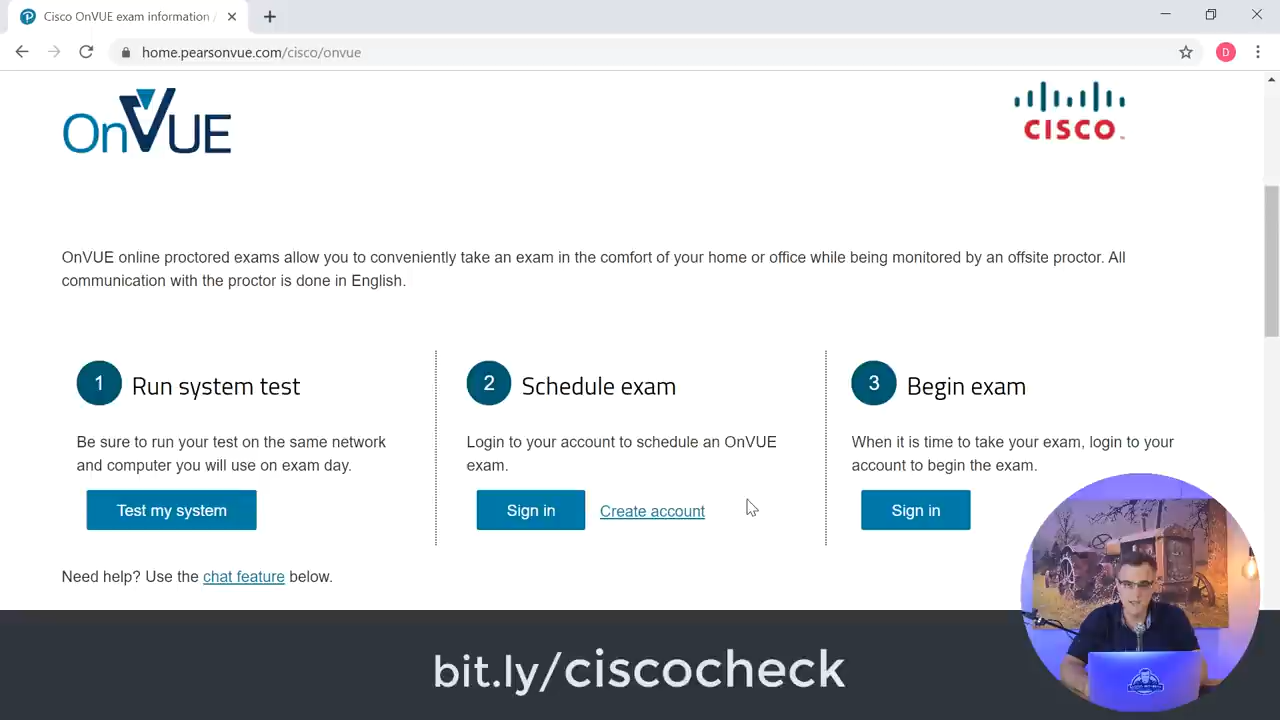 Cisco OnVUE exam information /
home.pearsonvue.com/cisco/onvue
D
OnVUE
CISCO
OnVUE online proctored exams allow you to conveniently take an exam in the comfort of your home or office while being monitored by an offsite proctor. All
communication with the proctor is done in English.
1 Run system test
Be sure to run your test on the same network
and computer you will use on exam day.
Test my system
2 Schedule exam
Login to your account to schedule an OnVUE
exam.
Sign in Create account
3 Begin exam
When it is time to take your exam, login to your
account to begin the exam.
Sign in
Need help? Use the chat feature below.
bit.ly/ciscocheck